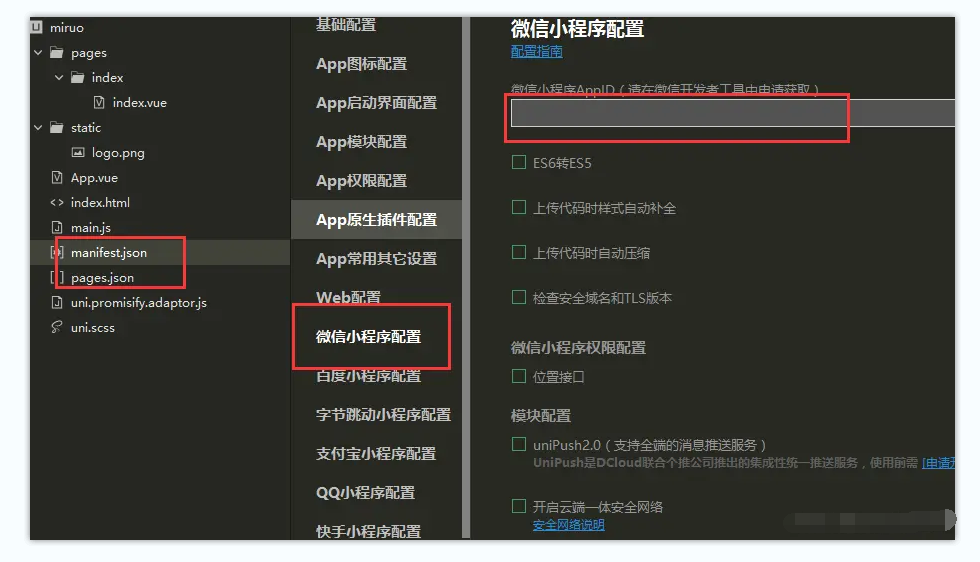 miruo
pages
index
index.vue
static
logo.png
App.vue
index.html
main.js
manifest.json
pages.json
uni.promisify.adaptor.js
uni.scss
基础配置
App图标配置
App启动界面配置
App模块配置
App权限配置
App原生插件配置
App常用其它设置
Web配置
微信小程序配置
百度小程序配置
字节跳动小程序配置
支付宝小程序配置
QQ小程序配置
快手小程序配置
微信小程序配置
配置指南
微信小程序AppID（请在微信开发者工具中申请获取）
ES6转ES5
上传代码时样式自动补全
上传代码时自动压缩
检查安全域名和TLS版本
微信小程序权限配置
位置接口
模块配置
uniPush2.0（支持全端的消息推送服务）
UniPush是DCloud联合个推公司推出的集成性统一推送服务，使用前需 [申请开
开启云端一体安全网络
安全网络说明